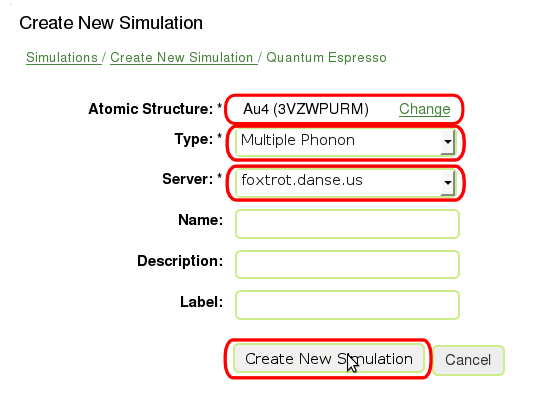 Create New Simulation
Simulations / Create New Simulation / Quantum Espresso
Atomic Structure: * Au4 (3VZWPURM) Change
Type: * Multiple Phonon
Server: * foxtrot.danse.us
Name:
Description:
Label:
Create New Simulation Cancel